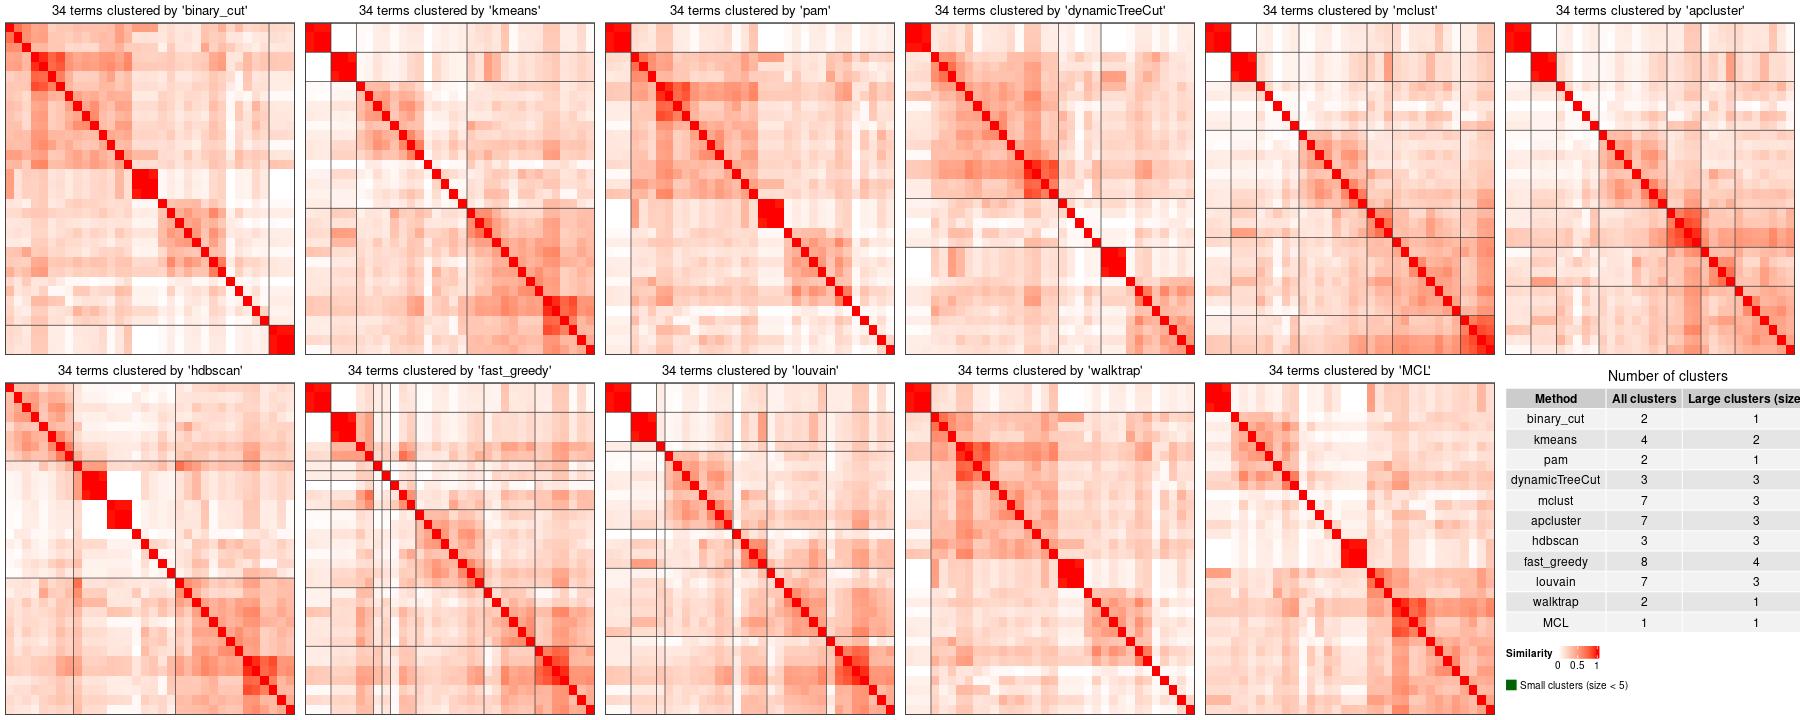 34 terms clustered by 'binary_cut'
34 terms clustered by 'kmeans'
34 terms clustered by 'pam'
34 terms clustered by 'dynamicTreeCut'
34 terms clustered by 'mclust'
34 terms clustered by 'apcluster'
34 terms clustered by 'hdbscan'
34 terms clustered by 'fast_greedy'
34 terms clustered by 'louvain'
34 terms clustered by 'walktrap'
34 terms clustered by 'MCL'
Number of clusters
Method All clusters Large clusters (size
binary_cut 2 1
kmeans 4 2
pam 2 1
dynamicTreeCut 3 3
mclust 7 3
apcluster 7 3
hdbscan 3 3
fast_greedy 8 4
louvain 7 3
walktrap 2 1
MCL 1 1
Similarity
0 0.5 1
Small clusters (size < 5)